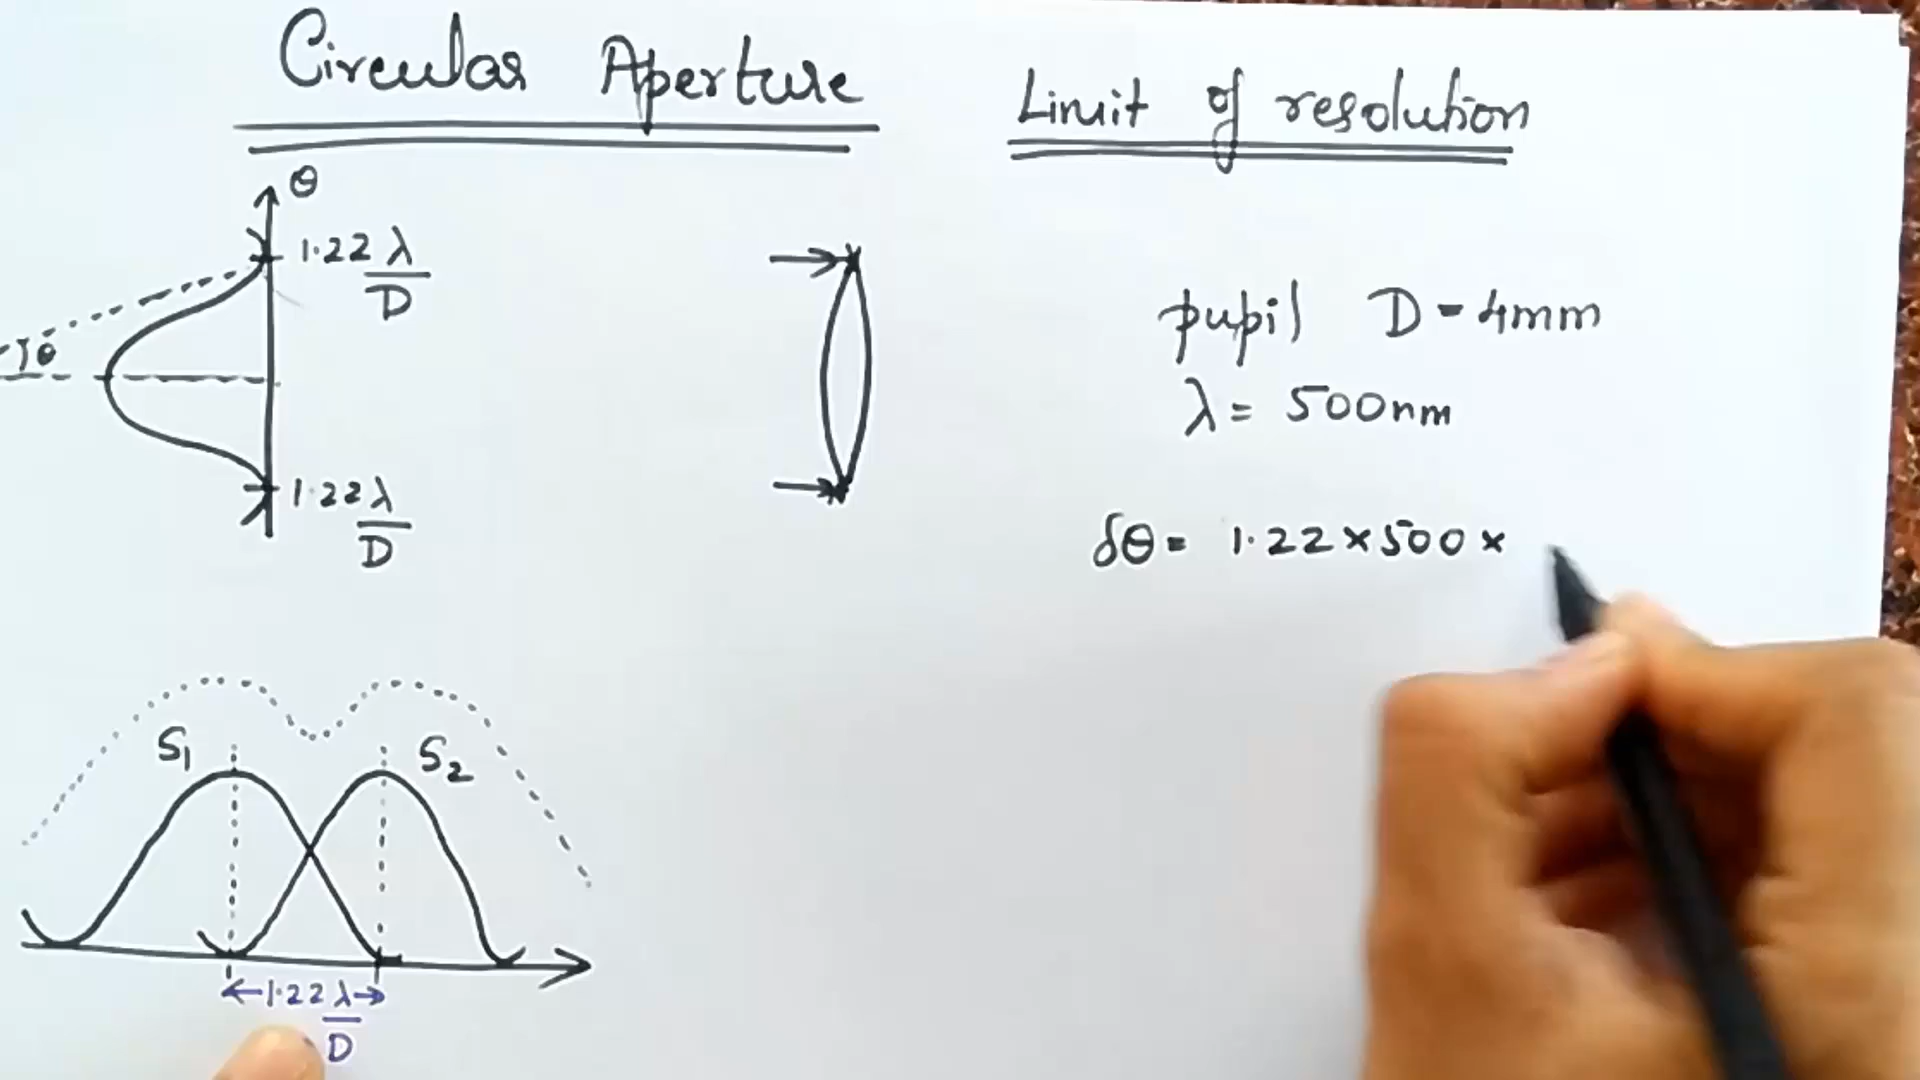 Circular Aperture
Limit of resolution
θ
1.22 λ/D
θ
1.22 λ/D
pupil D = 4mm
λ = 500nm
δθ = 1.22 × 500 ×
S1 S2
1.22 λ/D